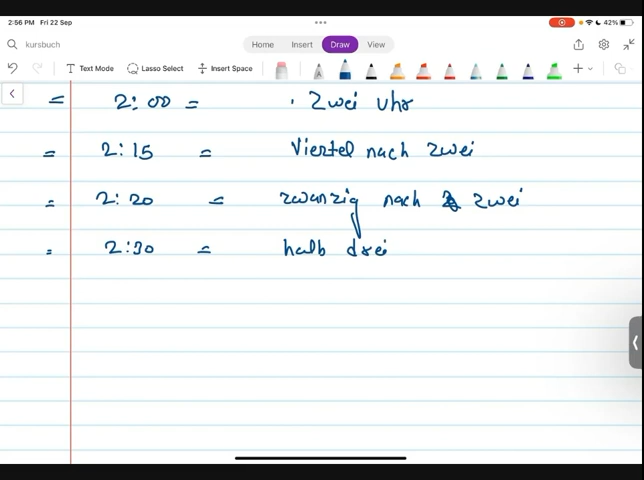 2:56 PM Fri 22 Sep 42%
kursbuch Home Insert Draw View
Text Mode Lasso Select Insert Space
= 2:00 = . Zwei Uhr
= 2:15 = Viertel nach zwei
= 2:20 = zwanzig nach zwei
= 2:30 = halb drei